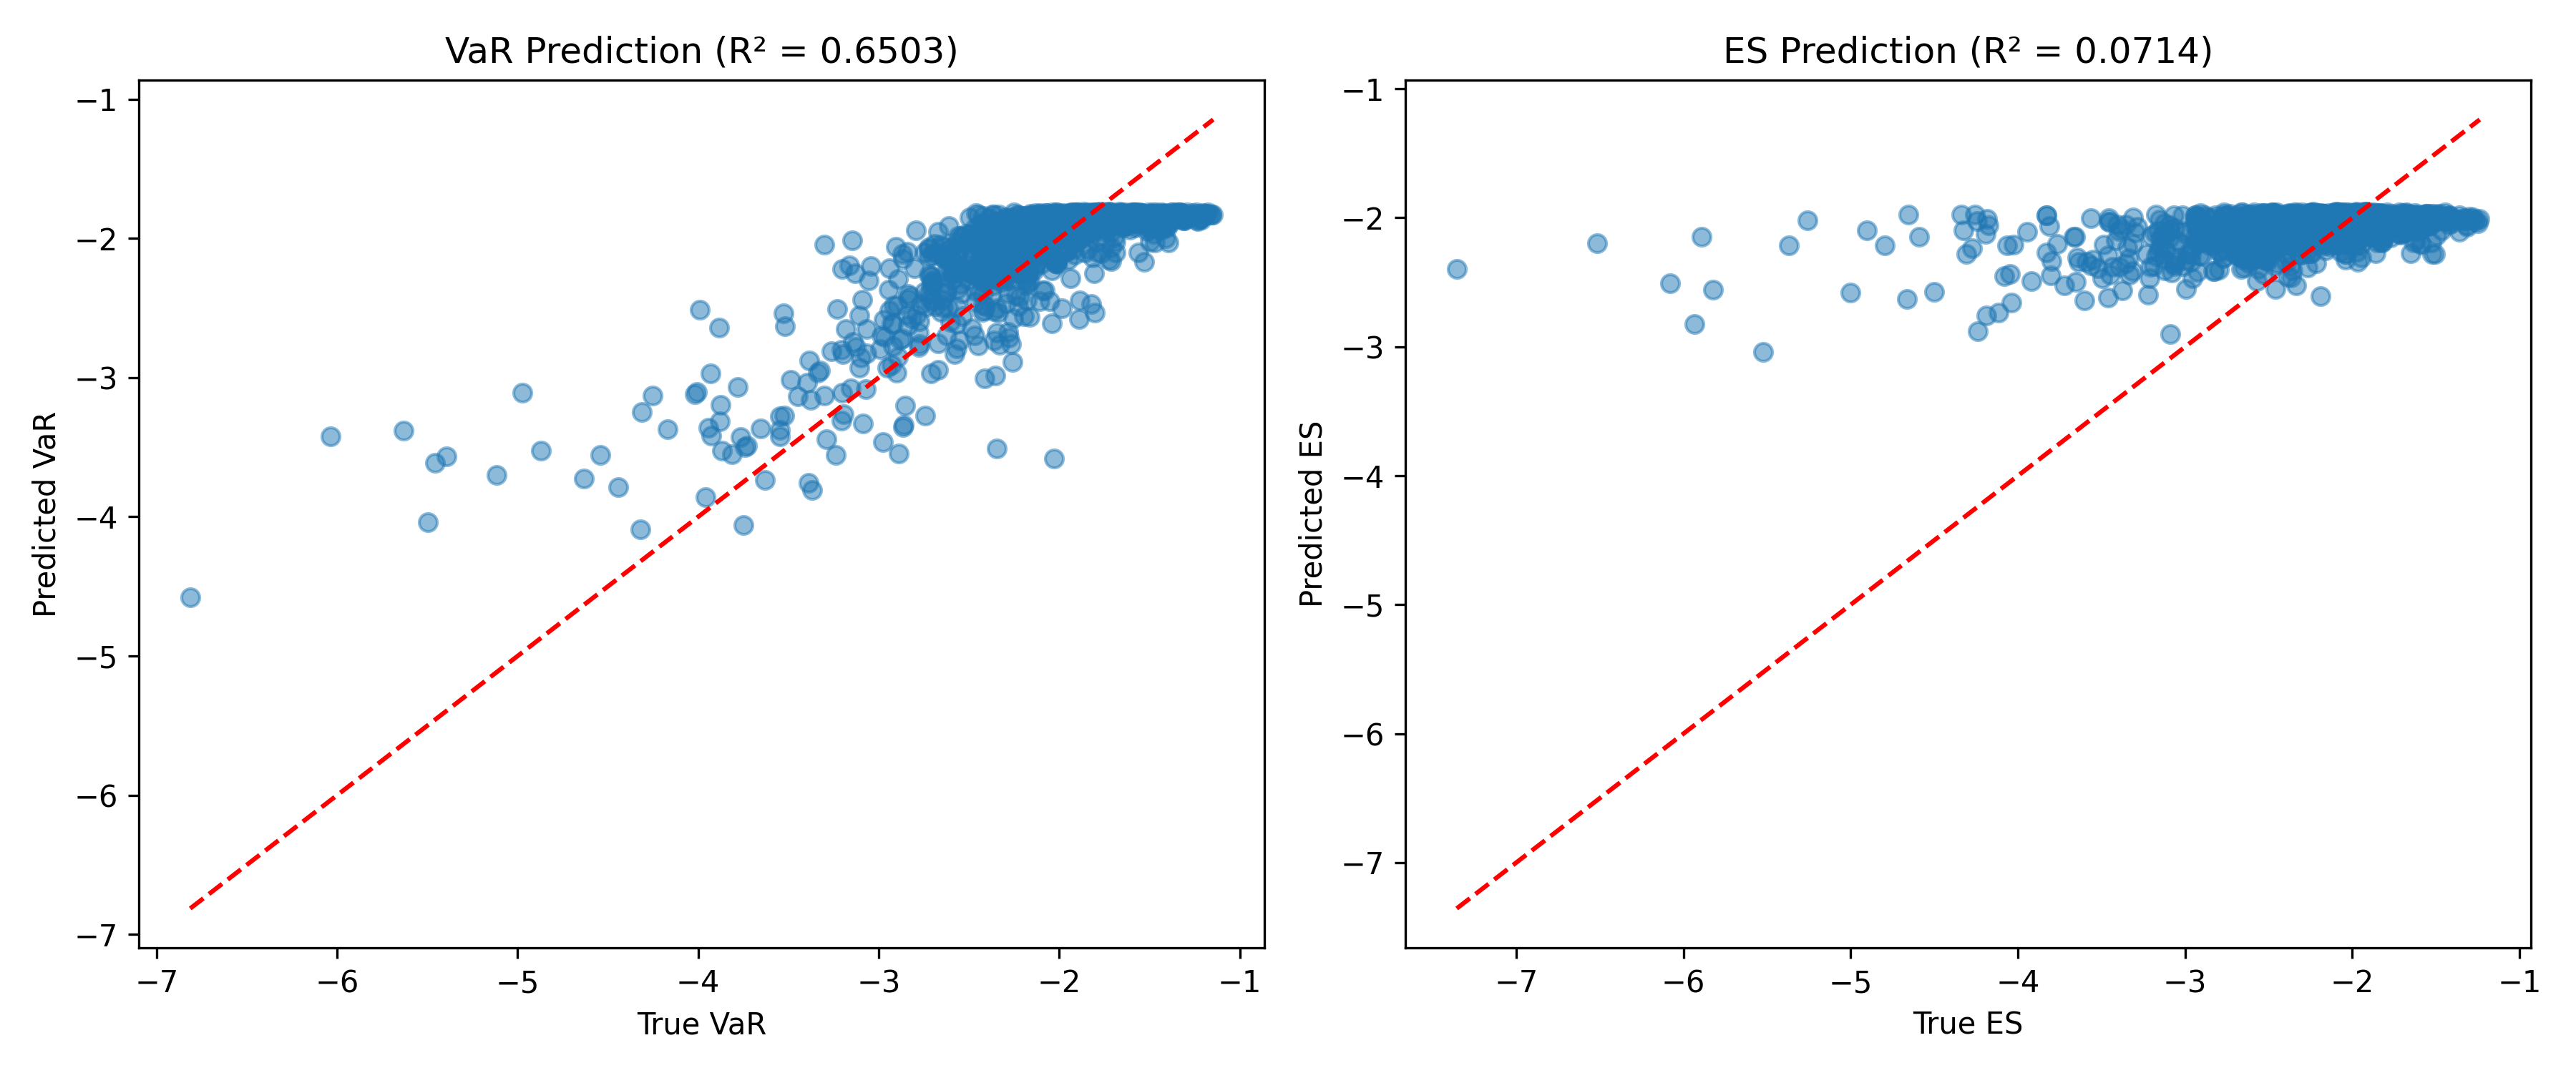 VaR Prediction (R² = 0.6503)
−1
−2
−3
−4
−5
−6
−7
Predicted VaR
−7 −6 −5 −4 −3 −2 −1
True VaR
ES Prediction (R² = 0.0714)
−1
−2
−3
−4
−5
−6
−7
Predicted ES
−7 −6 −5 −4 −3 −2 −1
True ES